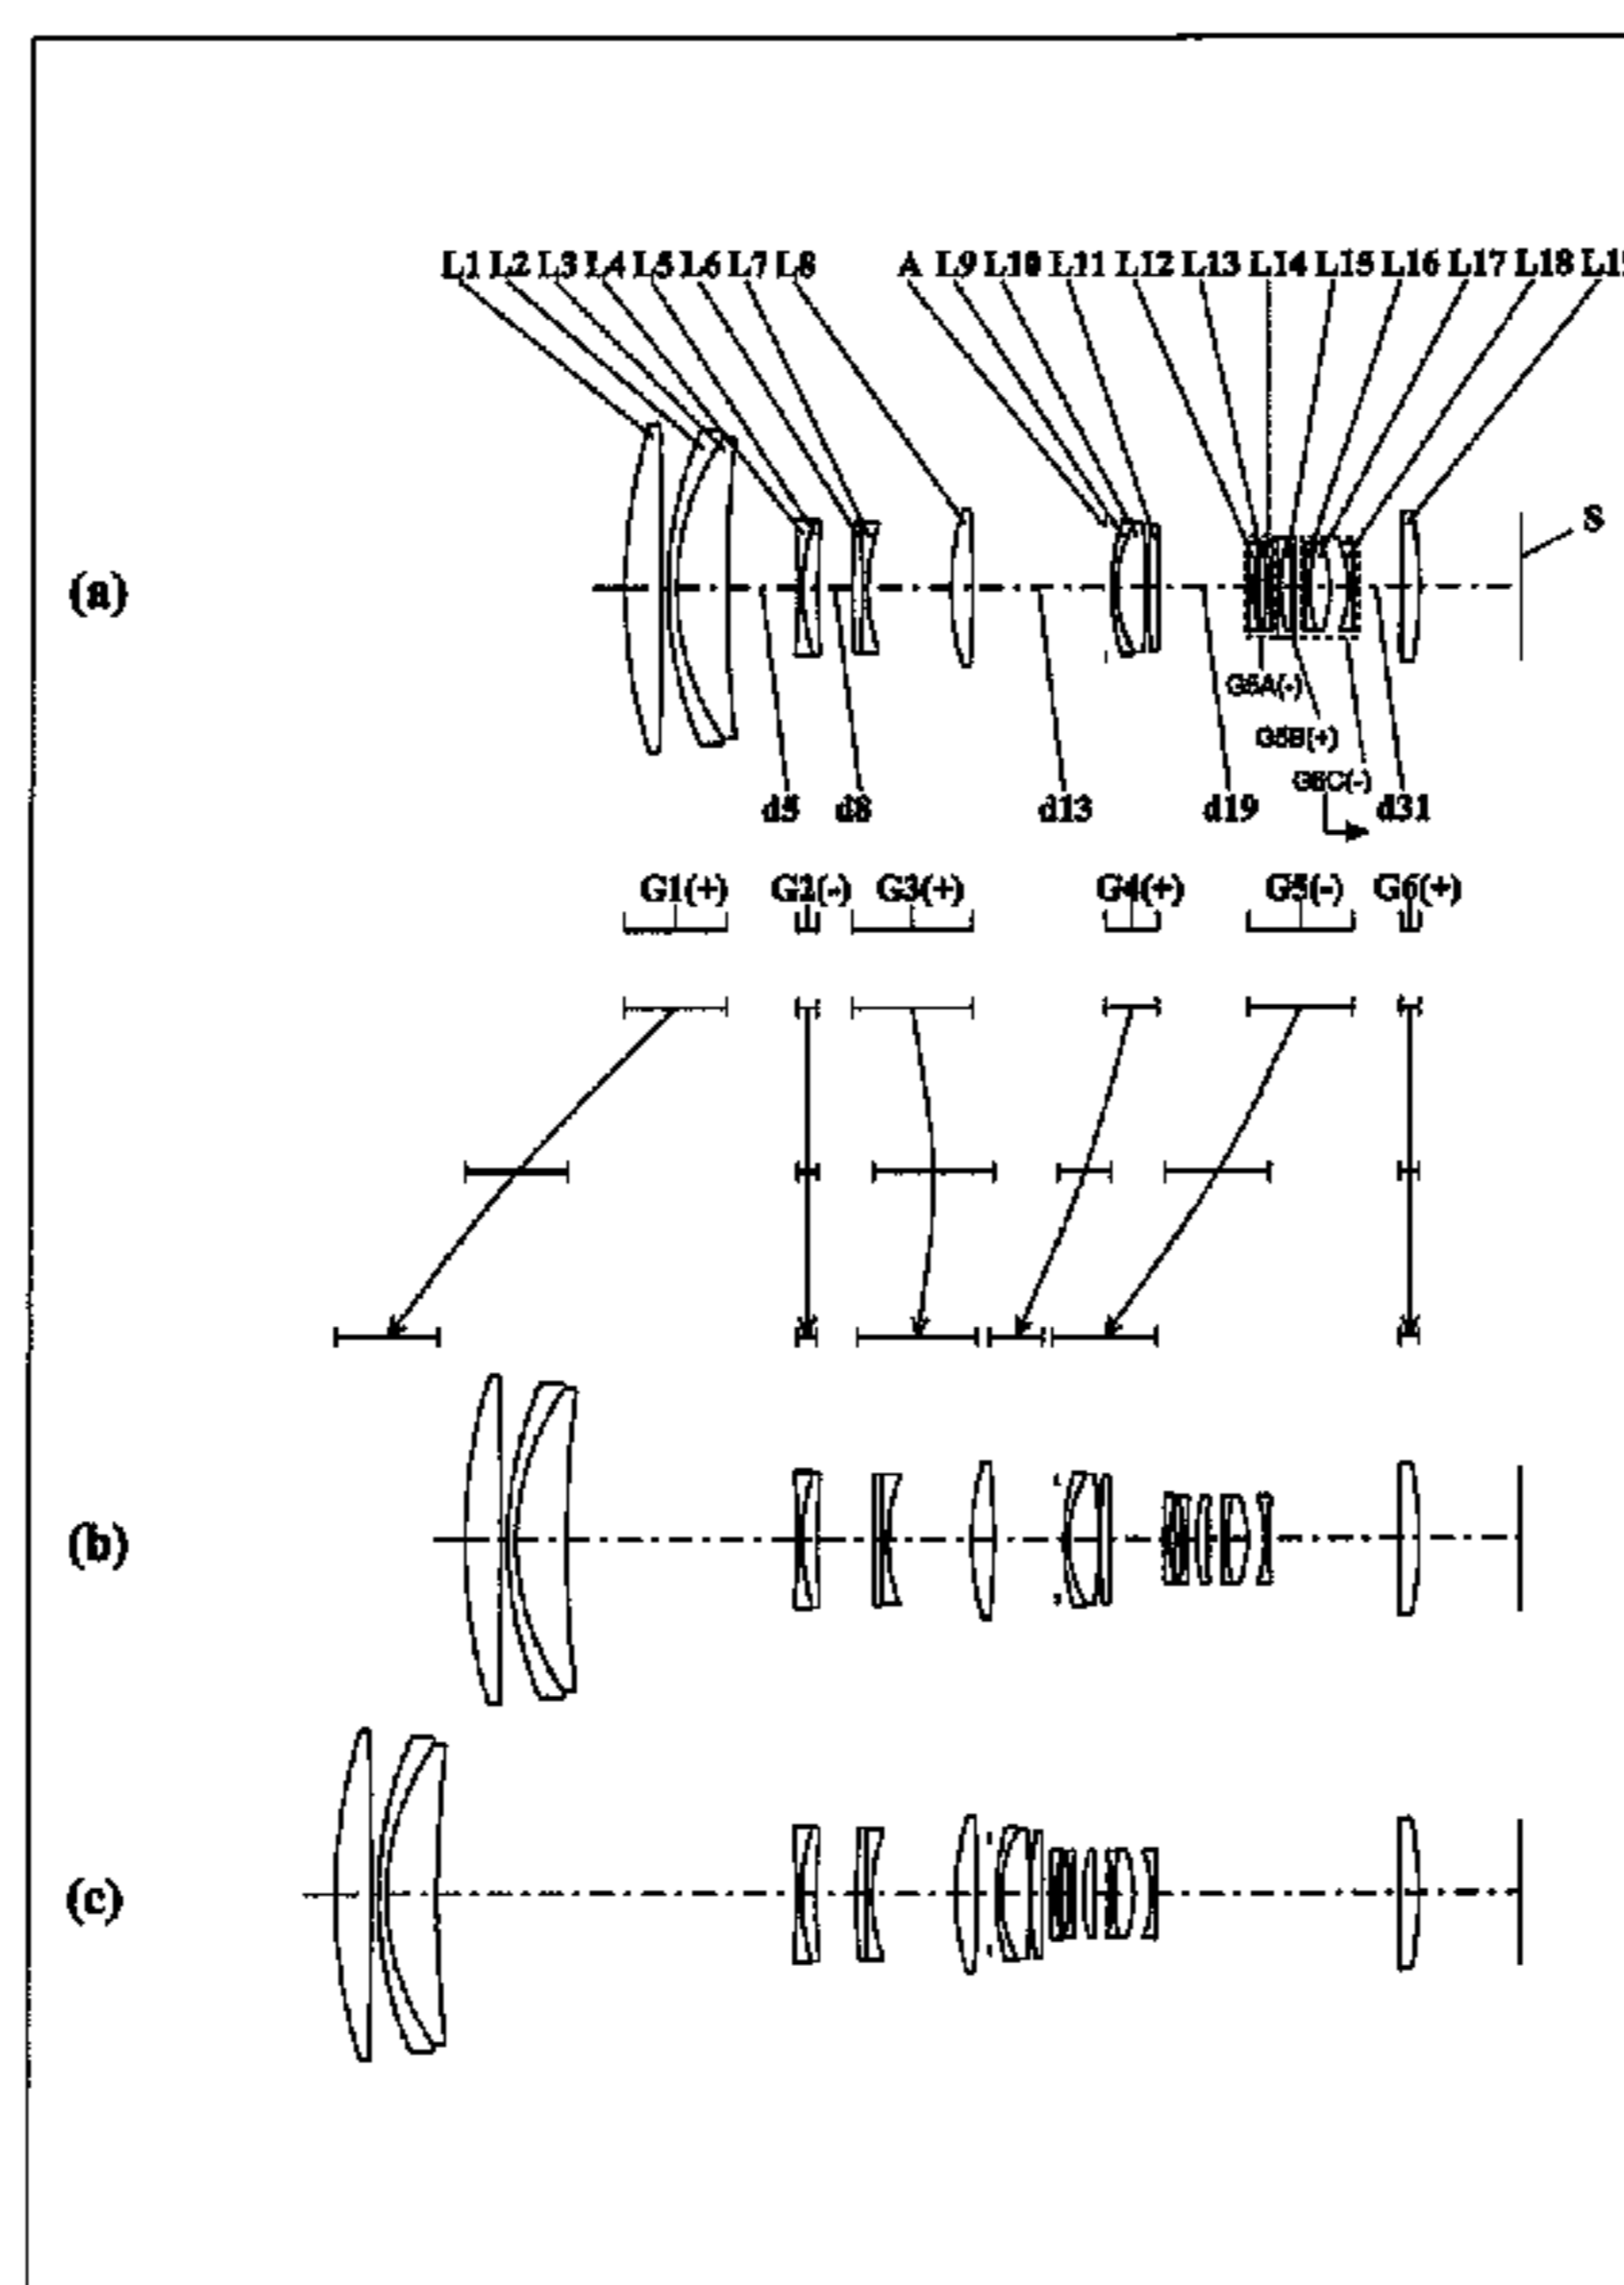 L1 L2 L3 L4 L5 L6 L7 L8 A L9 L10 L11 L12 L13 L14 L15 L16 L17 L18
S
(a)
G5A(-)
G5B(+)
G5C(-)
d5 d8 d13 d19 d31
G1(+) G2(-) G3(+) G4(+) G5(-) G6(+)
(b)
(c)